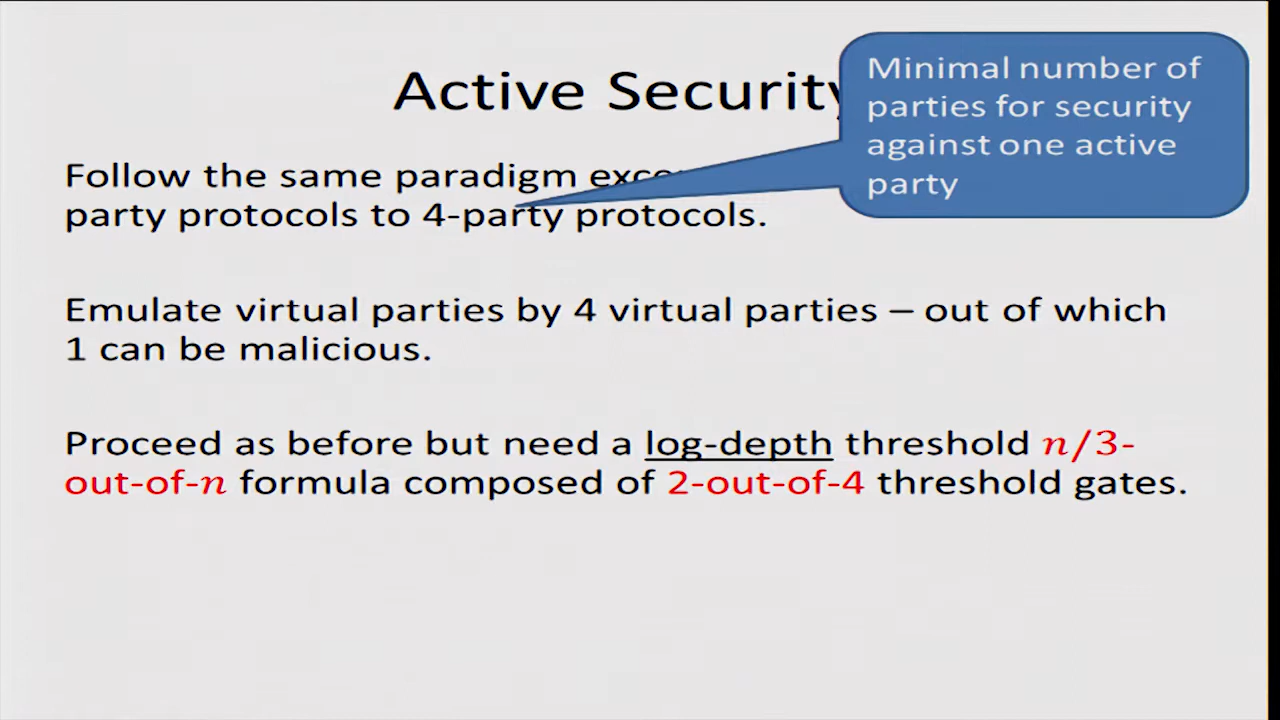 Active Security
Minimal number of
parties for security
against one active
party
Follow the same paradigm
party protocols to 4-party protocols.
Emulate virtual parties by 4 virtual parties – out of which
1 can be malicious.
Proceed as before but need a log-depth threshold n/3-
out-of-n formula composed of 2-out-of-4 threshold gates.